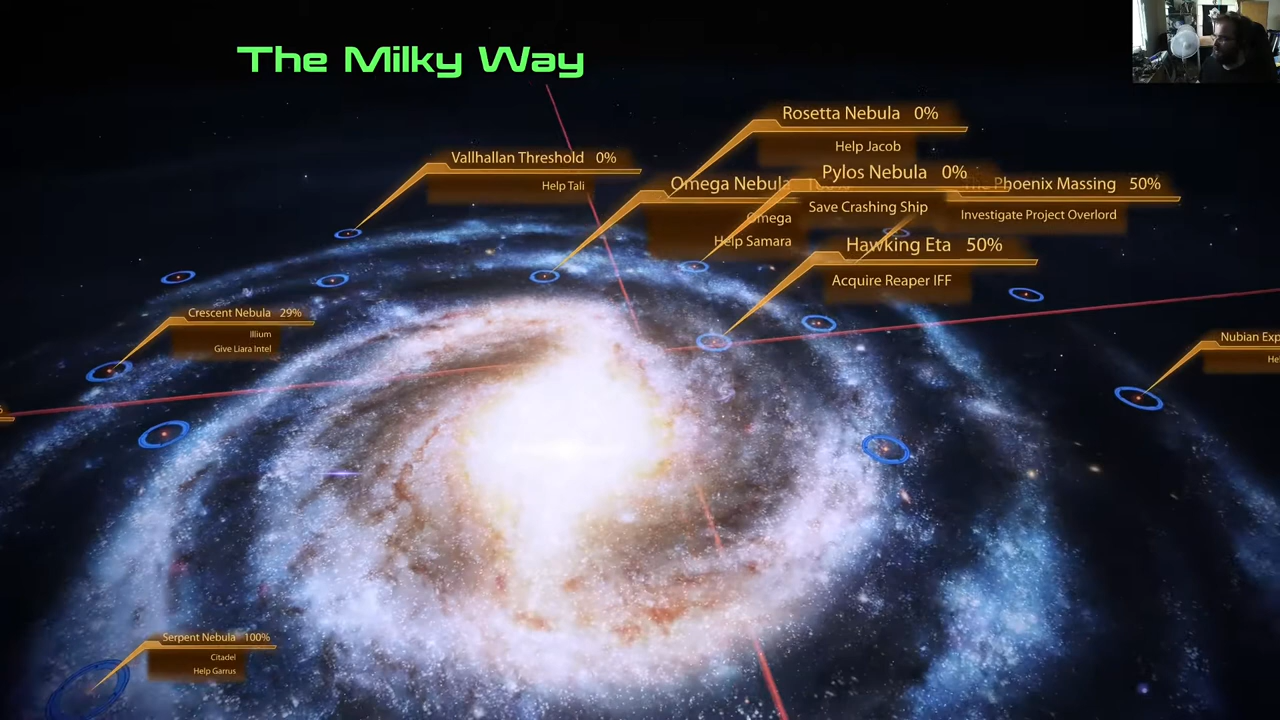 The Milky Way
Rosetta Nebula 0%
Help Jacob
Vallhallan Threshold 0%
Help Tali
Pylos Nebula 0%
Save Crashing Ship
Omega Nebula 100%
Omega
Help Samara
Phoenix Massing 50%
Investigate Project Overlord
Hawking Eta 50%
Acquire Reaper IFF
Crescent Nebula 29%
Illium
Give Liara Intel
Nubian Exp
Serpent Nebula 100%
Citadel
Help Garrus